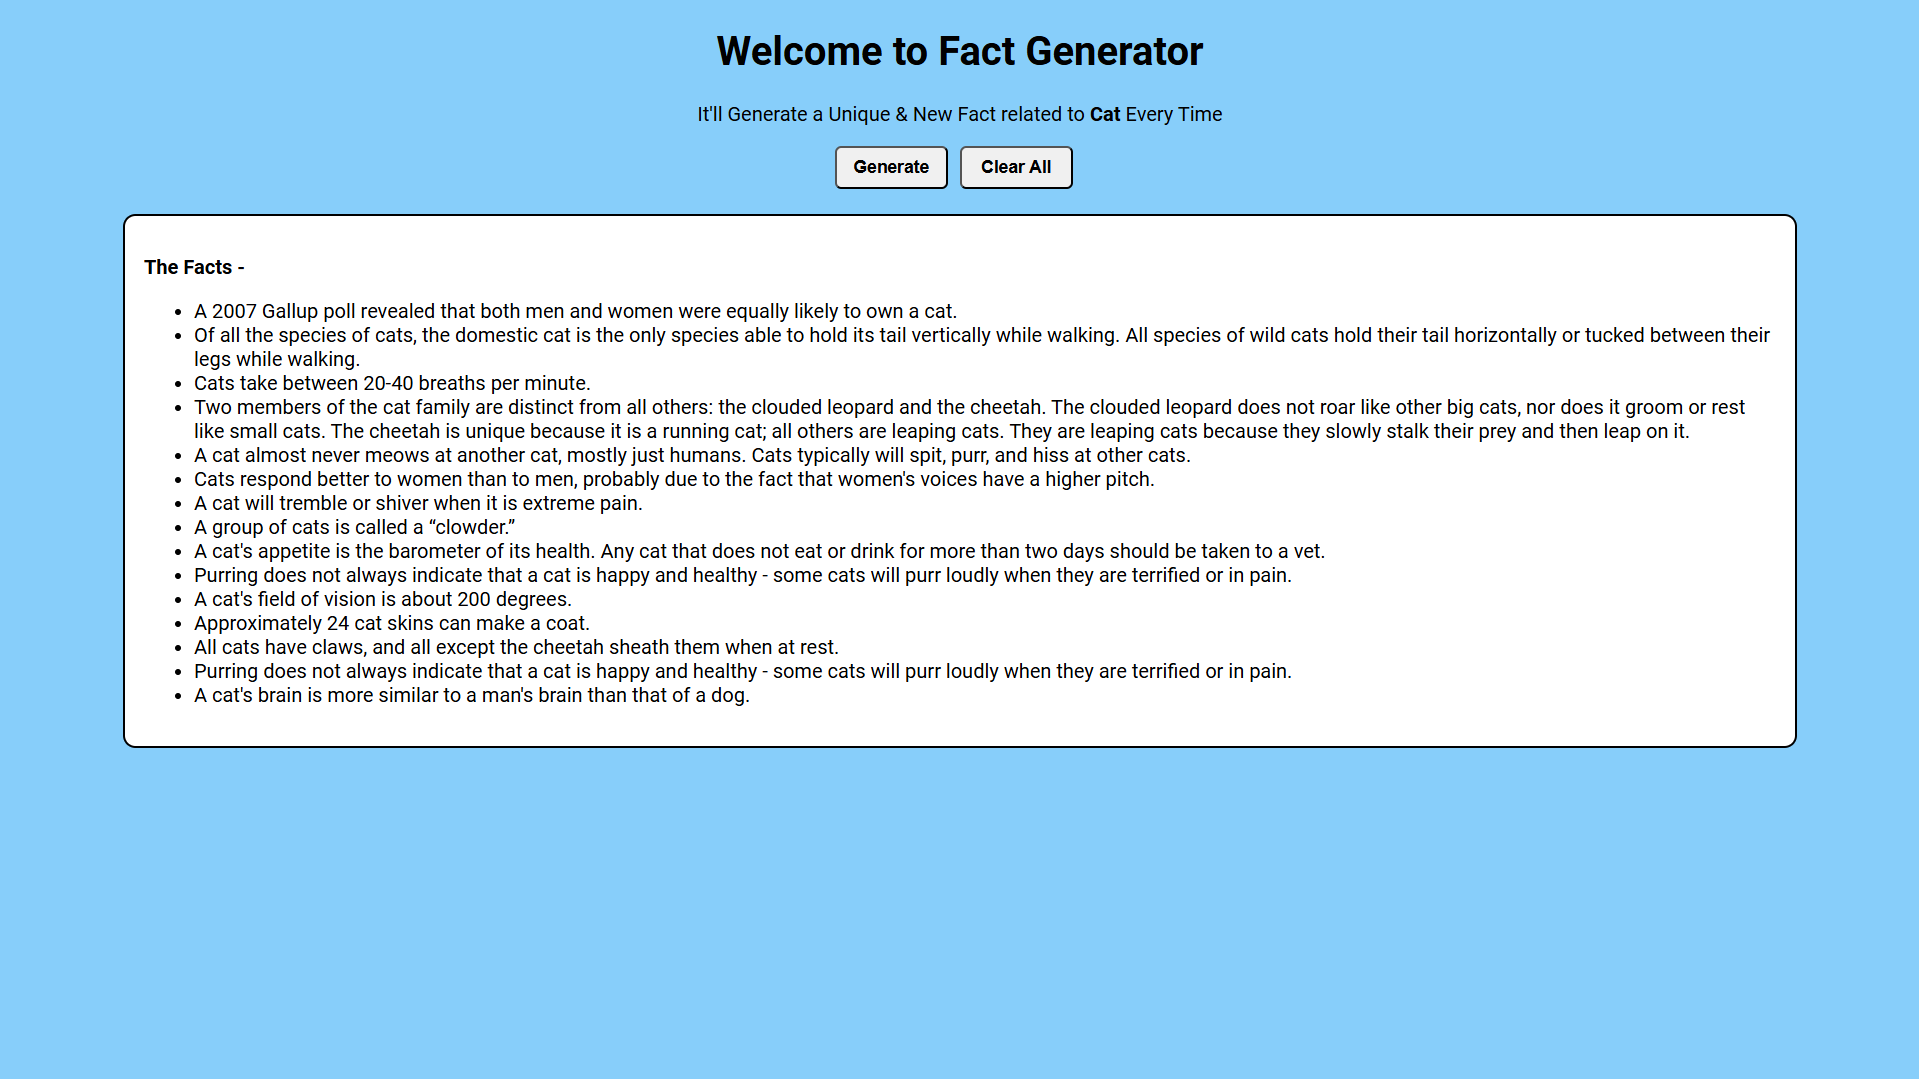 Welcome to Fact Generator
It'll Generate a Unique & New Fact related to Cat Every Time
Generate Clear All
The Facts -
• A 2007 Gallup poll revealed that both men and women were equally likely to own a cat.
• Of all the species of cats, the domestic cat is the only species able to hold its tail vertically while walking. All species of wild cats hold their tail horizontally or tucked between their
legs while walking.
• Cats take between 20-40 breaths per minute.
• Two members of the cat family are distinct from all others: the clouded leopard and the cheetah. The clouded leopard does not roar like other big cats, nor does it groom or rest
like small cats. The cheetah is unique because it is a running cat; all others are leaping cats. They are leaping cats because they slowly stalk their prey and then leap on it.
• A cat almost never meows at another cat, mostly just humans. Cats typically will spit, purr, and hiss at other cats.
• Cats respond better to women than to men, probably due to the fact that women's voices have a higher pitch.
• A cat will tremble or shiver when it is extreme pain.
• A group of cats is called a “clowder.”
• A cat's appetite is the barometer of its health. Any cat that does not eat or drink for more than two days should be taken to a vet.
• Purring does not always indicate that a cat is happy and healthy - some cats will purr loudly when they are terrified or in pain.
• A cat's field of vision is about 200 degrees.
• Approximately 24 cat skins can make a coat.
• All cats have claws, and all except the cheetah sheath them when at rest.
• Purring does not always indicate that a cat is happy and healthy - some cats will purr loudly when they are terrified or in pain.
• A cat's brain is more similar to a man's brain than that of a dog.